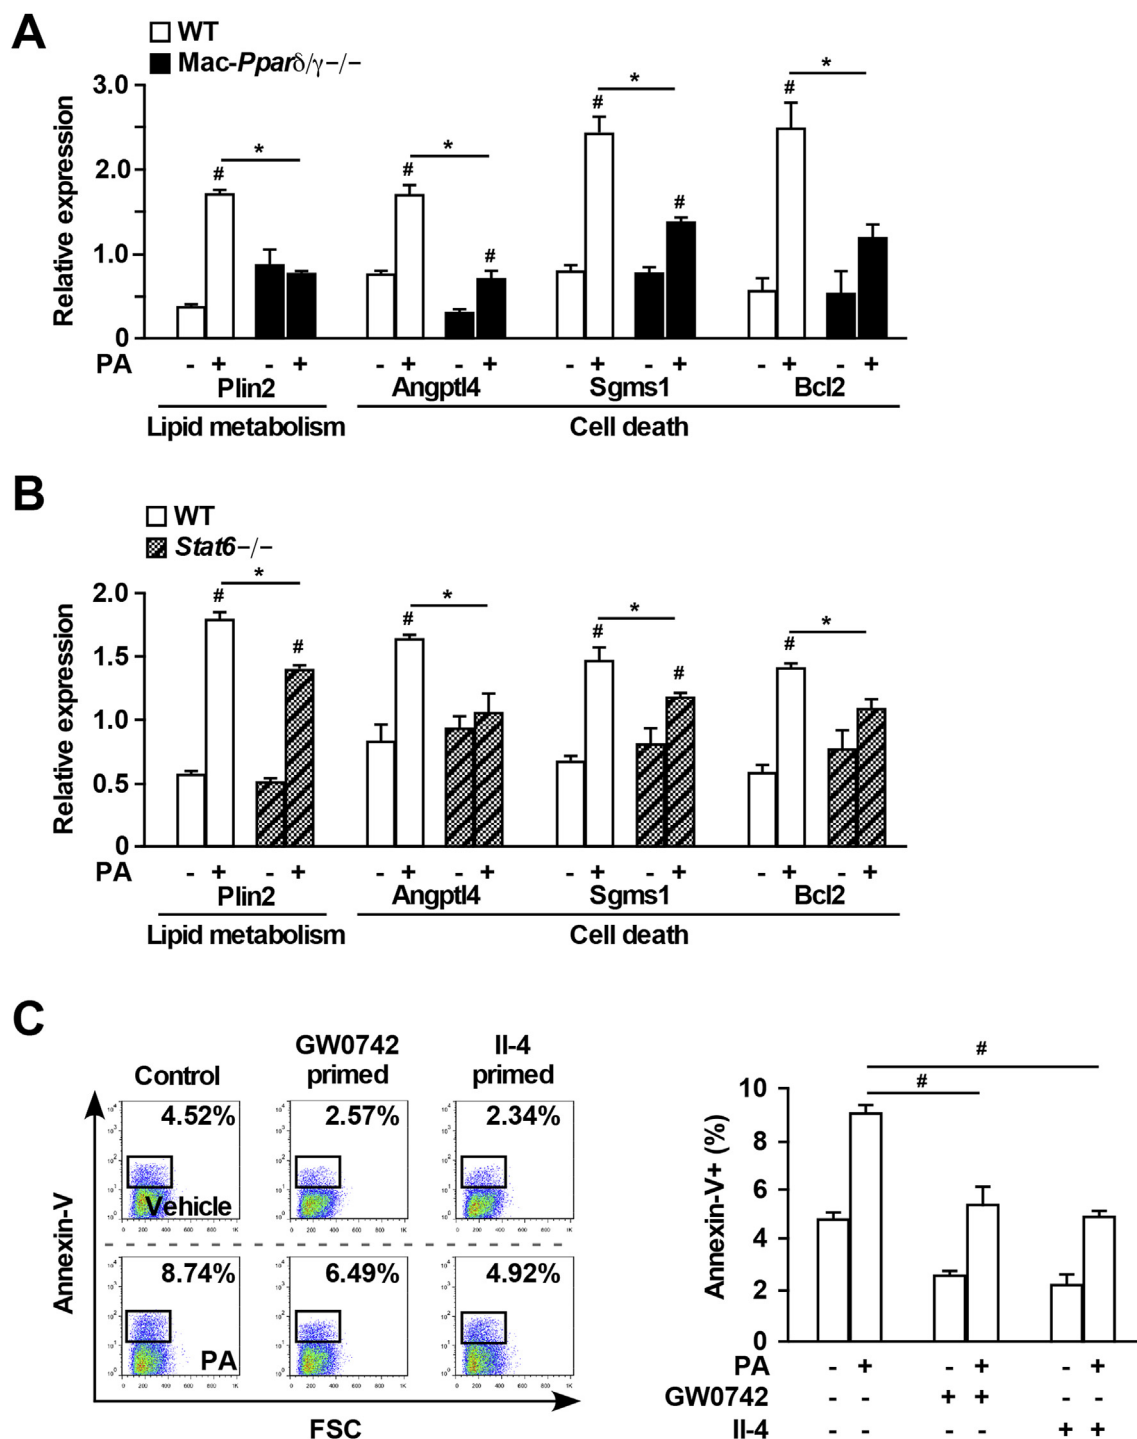 A
WT
Mac-Pparδ/γ−/−
Relative expression
3.0
2.0
1.0
0
# * # * # # * # # *
PA - + - + - + - + - + - + - + - +
Plin2 Angptl4 Sgms1 Bcl2
Lipid metabolism Cell death
B
WT
Stat6−/−
Relative expression
2.0
1.5
1.0
0.5
0
# * # # * # * # # *
PA - + - + - + - + - + - + - + - +
Plin2 Angptl4 Sgms1 Bcl2
Lipid metabolism Cell death
C
Control
GW0742
primed
Il-4
primed
4.52% 2.57% 2.34%
Vehicle
8.74% 6.49% 4.92%
PA
Annexin-V
FSC
#
#
Annexin-V+ (%)
10
8
6
4
2
0
PA - + - + - +
GW0742 - - + + - -
Il-4 - - - - + +